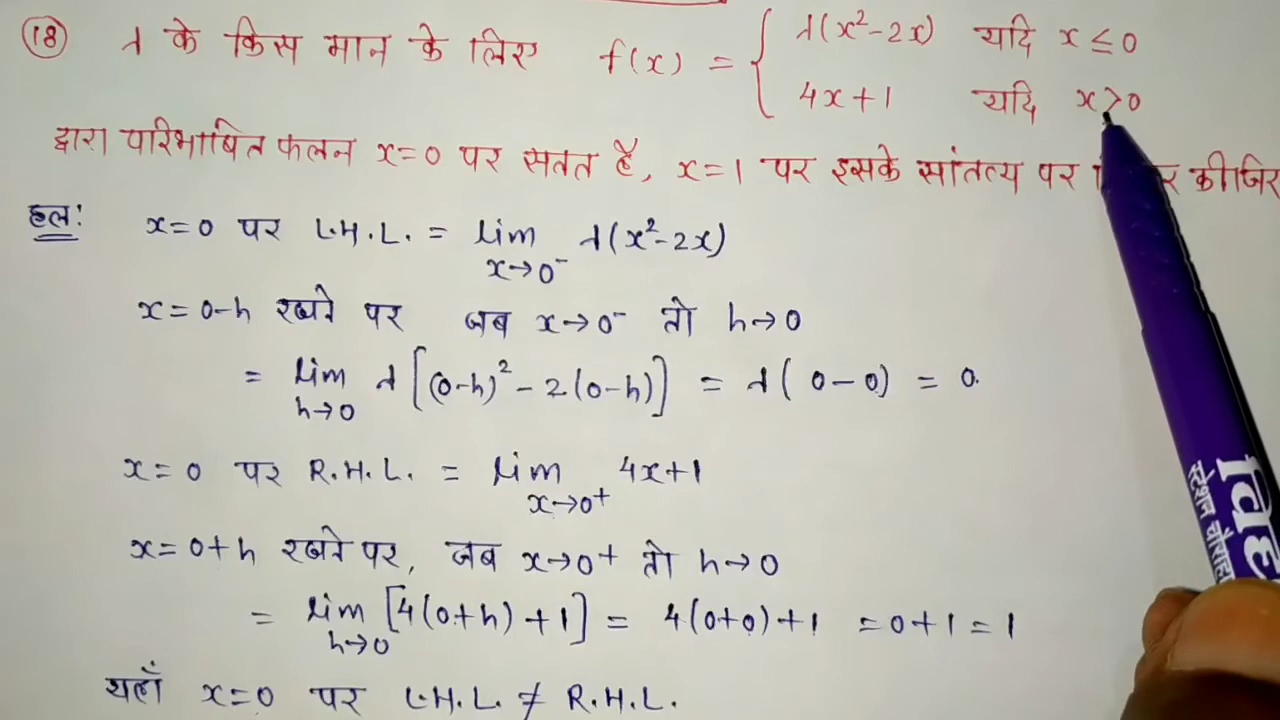 (18) λ के किस मान के लिए f(x) = { λ(x²-2x) यदि x ≤ 0
4x+1 यदि x>0
द्वारा परिभाषित फलन x=0 पर सतत है, x=1 पर इसके सांतत्य पर कीजिए
हल: x=0 पर L.H.L. = lim x→0⁻ λ(x²-2x)
x=0-h रखने पर जब x→0⁻ तो h→0
= lim h→0 λ[(0-h)²-2(0-h)] = λ(0-0) = 0.
x=0 पर R.H.L. = lim x→0⁺ 4x+1
x=0+h रखने पर, जब x→0⁺ तो h→0
= lim h→0 [4(0+h)+1] = 4(0+0)+1 =0+1=1
यहाँ x=0 पर L.H.L. ≠ R.H.L.
स्टेशन चौराहा